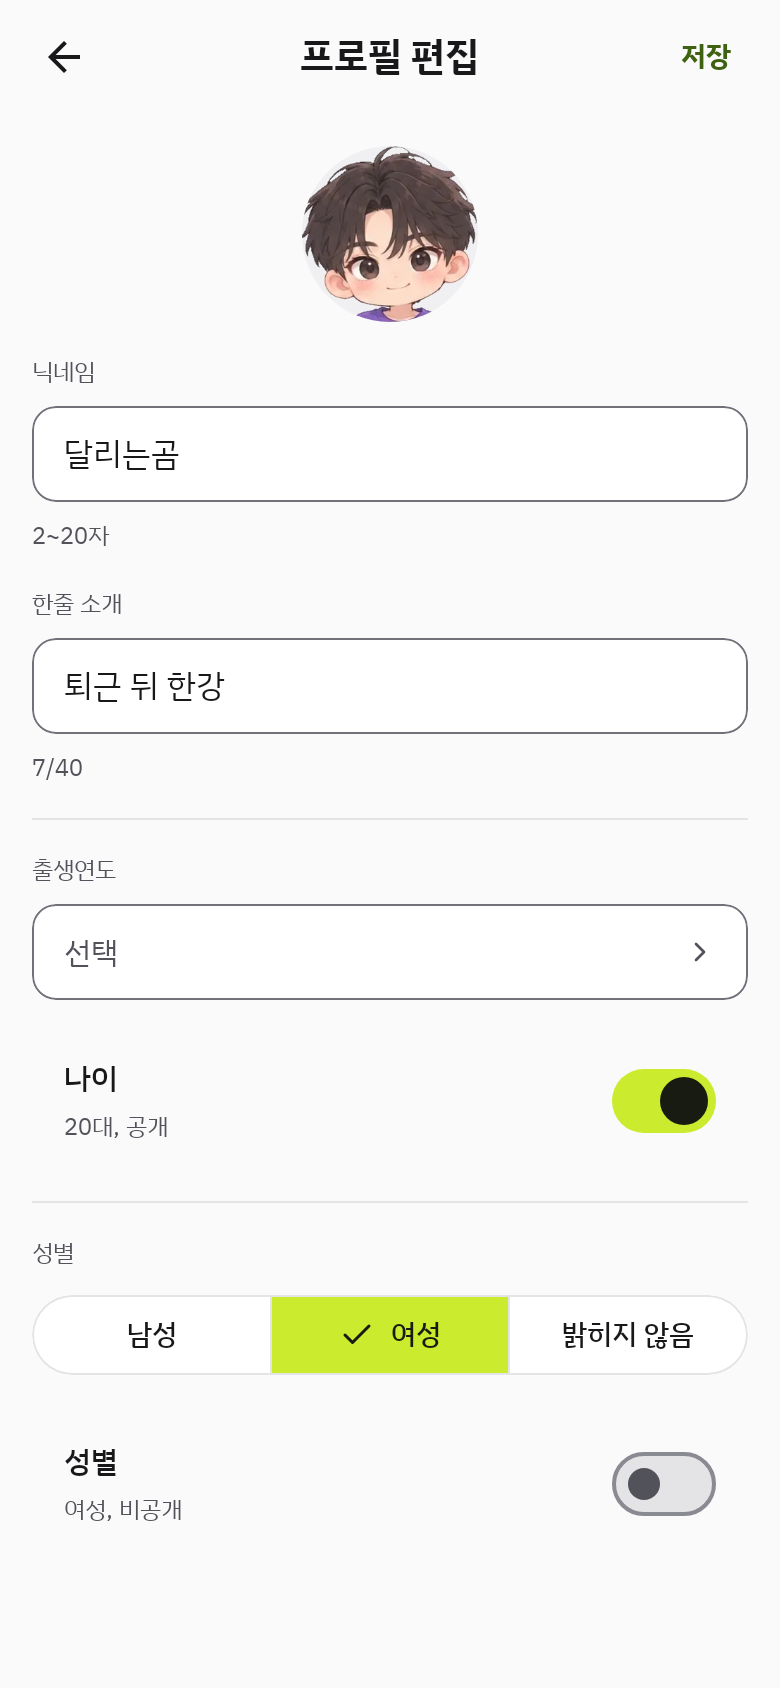 프로필 편집
저장
닉네임
달리는곰
2~20자
한줄 소개
퇴근 뒤 한강
7/40
출생연도
선택
나이
20대, 공개
성별
남성
여성
밝히지 않음
성별
여성, 비공개